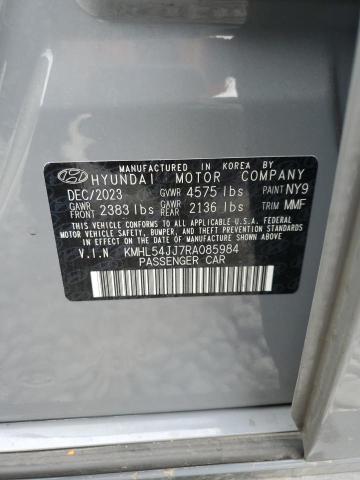 MANUFACTURED IN KOREA BY
HYUNDAI MOTOR COMPANY
DEC/2023 GVWR 4575 lbs PAINT NY9
GAWR FRONT 2383 lbs GAWR REAR 2136 lbs TRIM MMF
THIS VEHICLE CONFORMS TO ALL APPLICABLE U.S.A. FEDERAL
MOTOR VEHICLE SAFETY, BUMPER, AND THEFT PREVENTION
STANDARDS IN EFFECT ON THE DATE OF MANUFACTURE SHOWN ABOVE.
V.I.N KMHL54JJ7RA085984
PASSENGER CAR